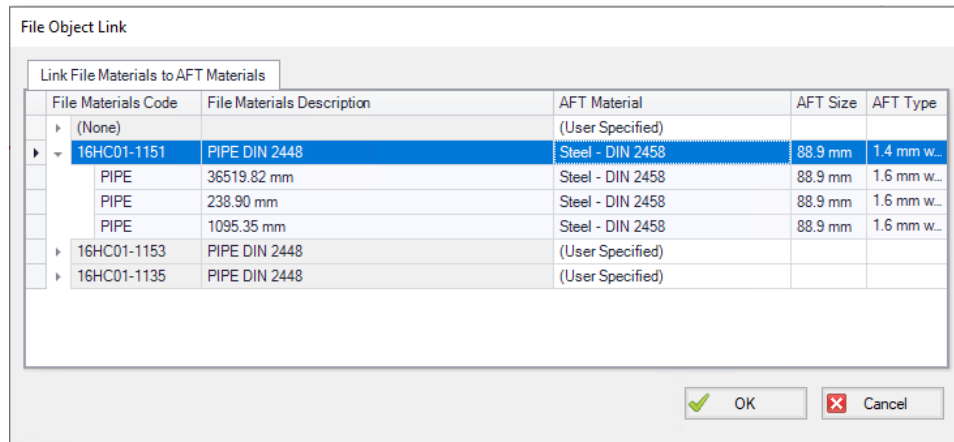 File Object Link
Link File Materials to AFT Materials
File Materials Code File Materials Description AFT Material AFT Size AFT Type
(None) (User Specified)
16HC01-1151 PIPE DIN 2448 Steel - DIN 2458 88.9 mm 1.4 mm w...
PIPE 36519.82 mm Steel - DIN 2458 88.9 mm 1.6 mm w...
PIPE 238.90 mm Steel - DIN 2458 88.9 mm 1.6 mm w...
PIPE 1095.35 mm Steel - DIN 2458 88.9 mm 1.6 mm w...
16HC01-1153 PIPE DIN 2448 (User Specified)
16HC01-1135 PIPE DIN 2448 (User Specified)
OK Cancel